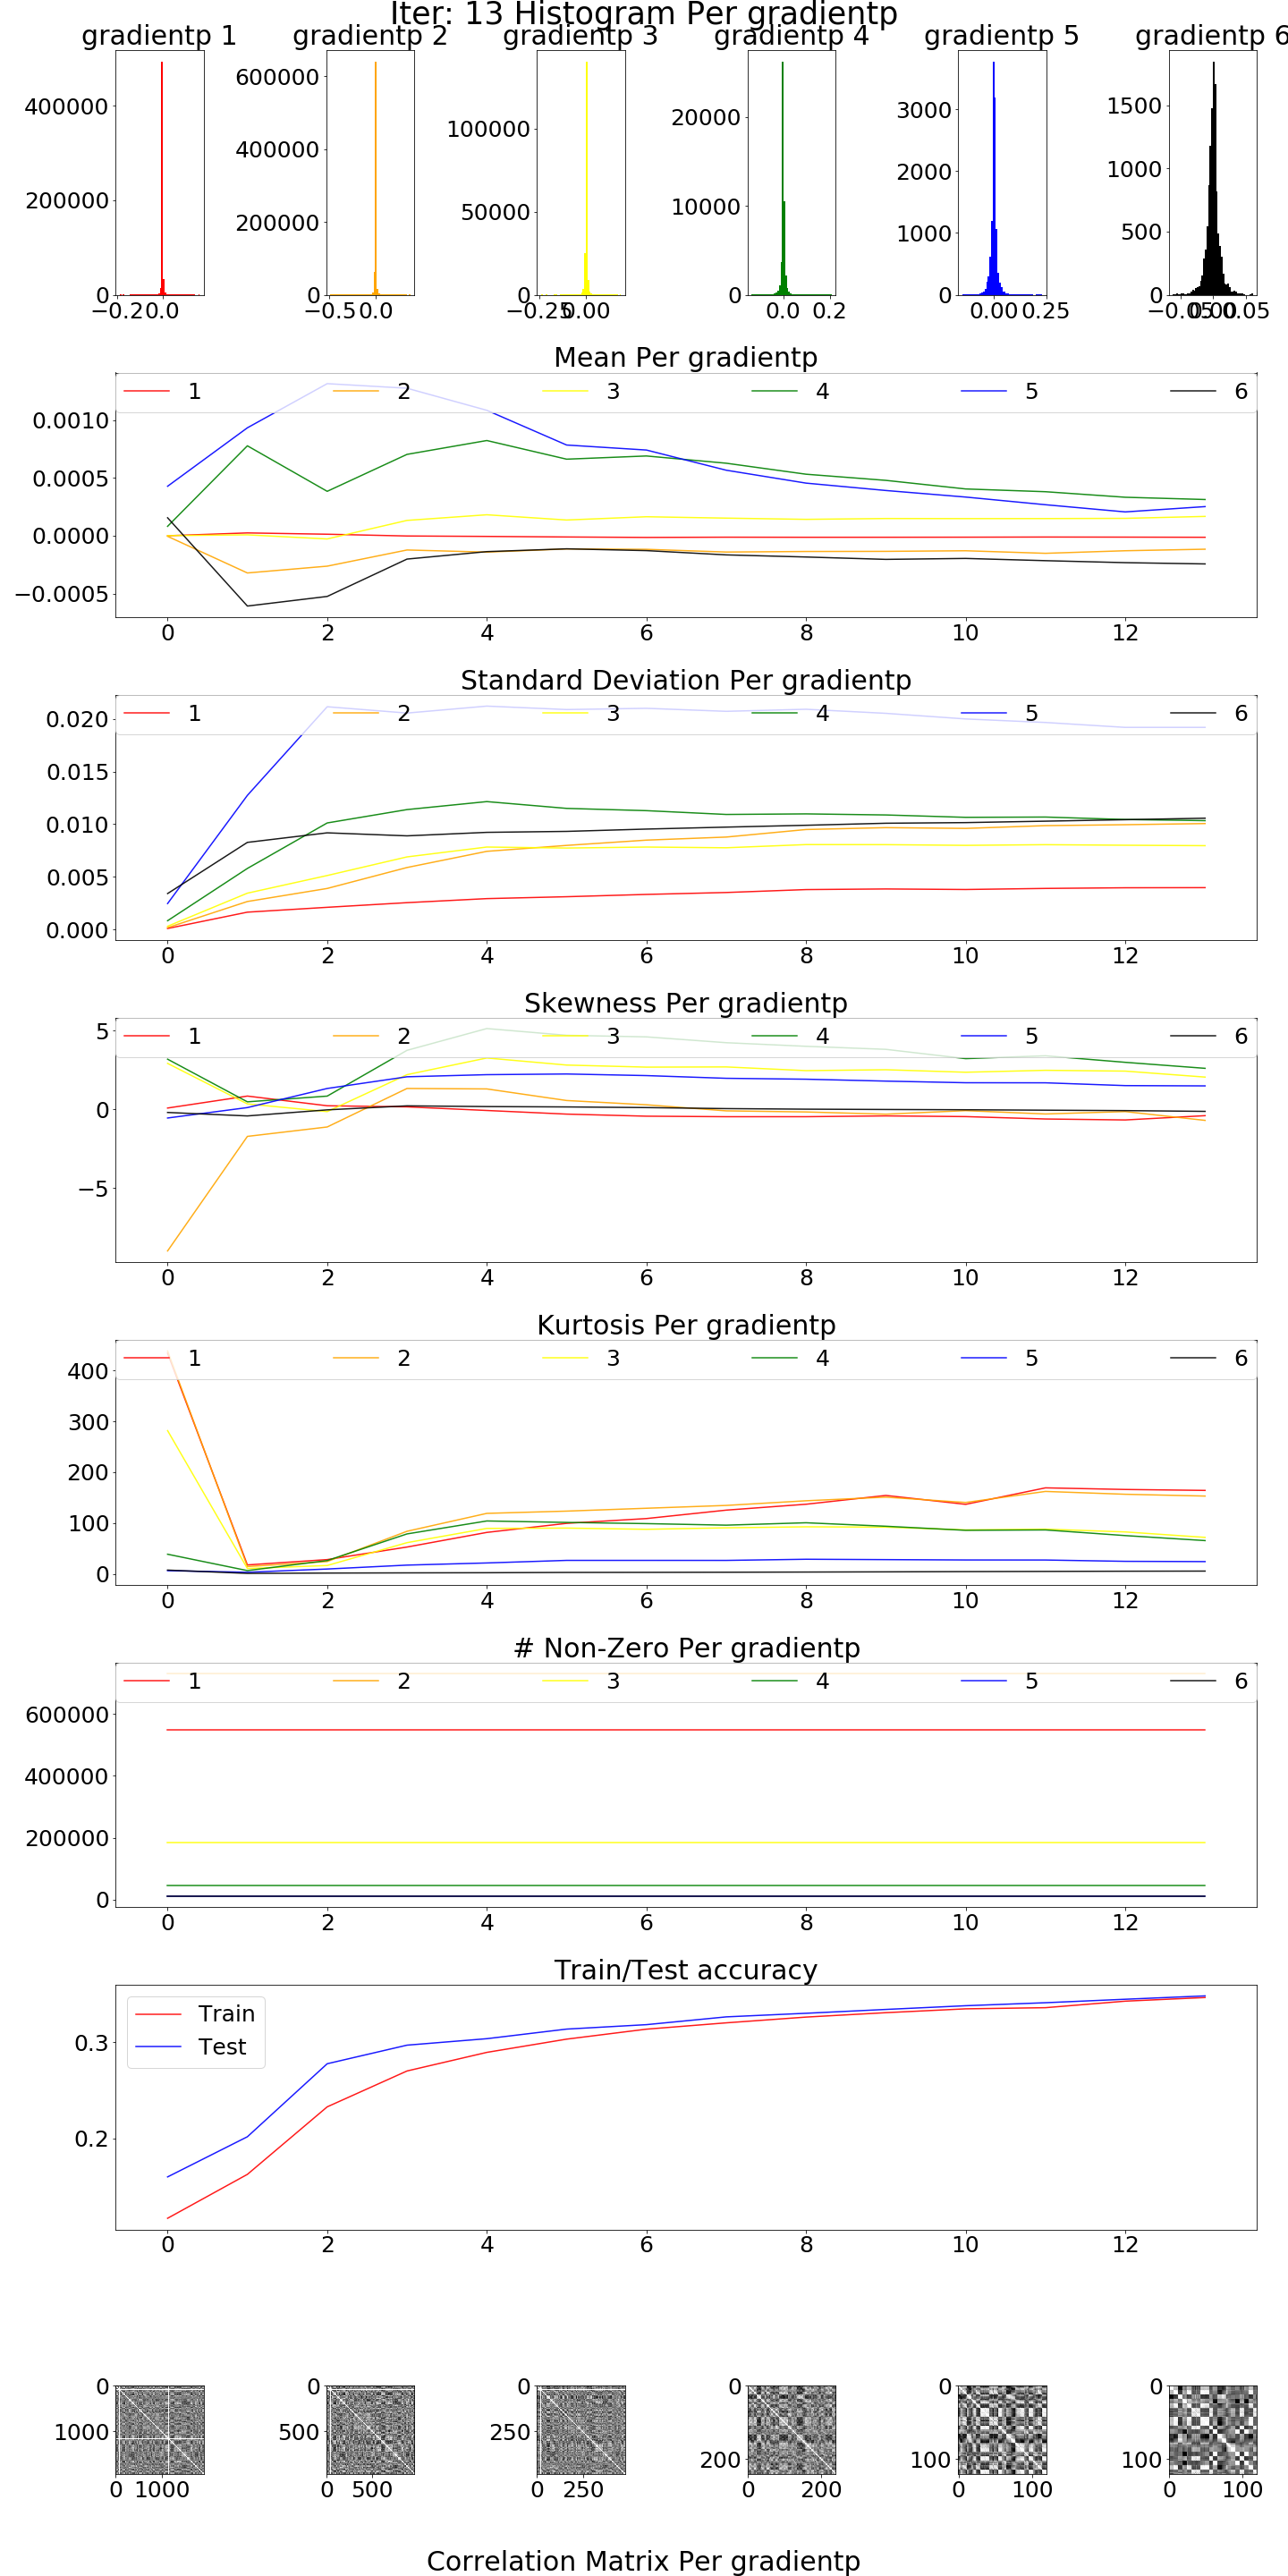 Iter: 13 Histogram Per gradientp
gradientp 1 gradientp 2 gradientp 3 gradientp 4 gradientp 5 gradientp 6
400000
200000
0
−0.2 0.0
600000
400000
200000
0
−0.5 0.0
100000
50000
0
−0.25 0.00
20000
10000
0
0.0 0.2
3000
2000
1000
0
0.00 0.25
1500
1000
500
0
−0.05 0.00 0.05
Mean Per gradientp
1 2 3 4 5 6
0.0010
0.0005
0.0000
−0.0005
0 2 4 6 8 10 12
Standard Deviation Per gradientp
1 2 3 4 5 6
0.020
0.015
0.010
0.005
0.000
0 2 4 6 8 10 12
Skewness Per gradientp
1 2 3 4 5 6
5
0
−5
0 2 4 6 8 10 12
Kurtosis Per gradientp
1 2 3 4 5 6
400
300
200
100
0
0 2 4 6 8 10 12
# Non-Zero Per gradientp
1 2 3 4 5 6
600000
400000
200000
0
0 2 4 6 8 10 12
Train/Test accuracy
Train
Test
0.3
0.2
0 2 4 6 8 10 12
0
1000
0 1000
0
500
0 500
0
250
0 250
0
200
0 200
0
100
0 100
0
100
0 100
Correlation Matrix Per gradientp